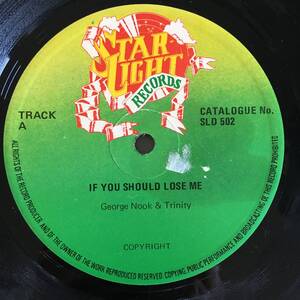 STAR
LIGHT
RECORDS
TRACK
A
CATALOGUE No.
SLD 502
IF YOU SHOULD LOSE ME
George Nook & Trinity
COPYRIGHT
ALL RIGHTS OF THE RECORD PRODUCER AND OF THE OWNER OF THE WORK REPRODUCED RESERVED. COPYING, PUBLIC PERFORMANCE AND BROADCASTING OF THIS RECORD PROHIBITED